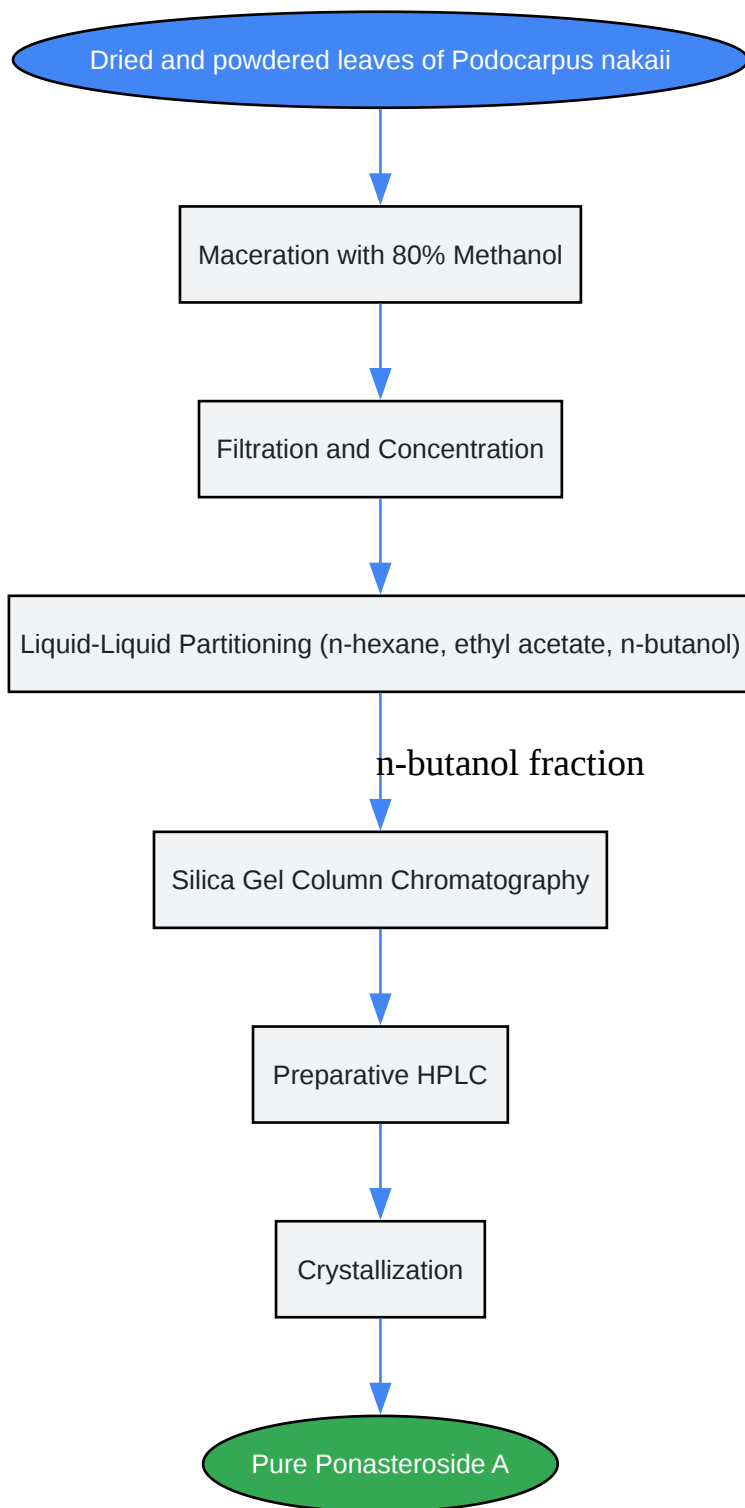 Dried and powdered leaves of Podocarpus nakaii
Maceration with 80% Methanol
Filtration and Concentration
Liquid-Liquid Partitioning (n-hexane, ethyl acetate, n-butanol)
n-butanol fraction
Silica Gel Column Chromatography
Preparative HPLC
Crystallization
Pure Ponasteroside A